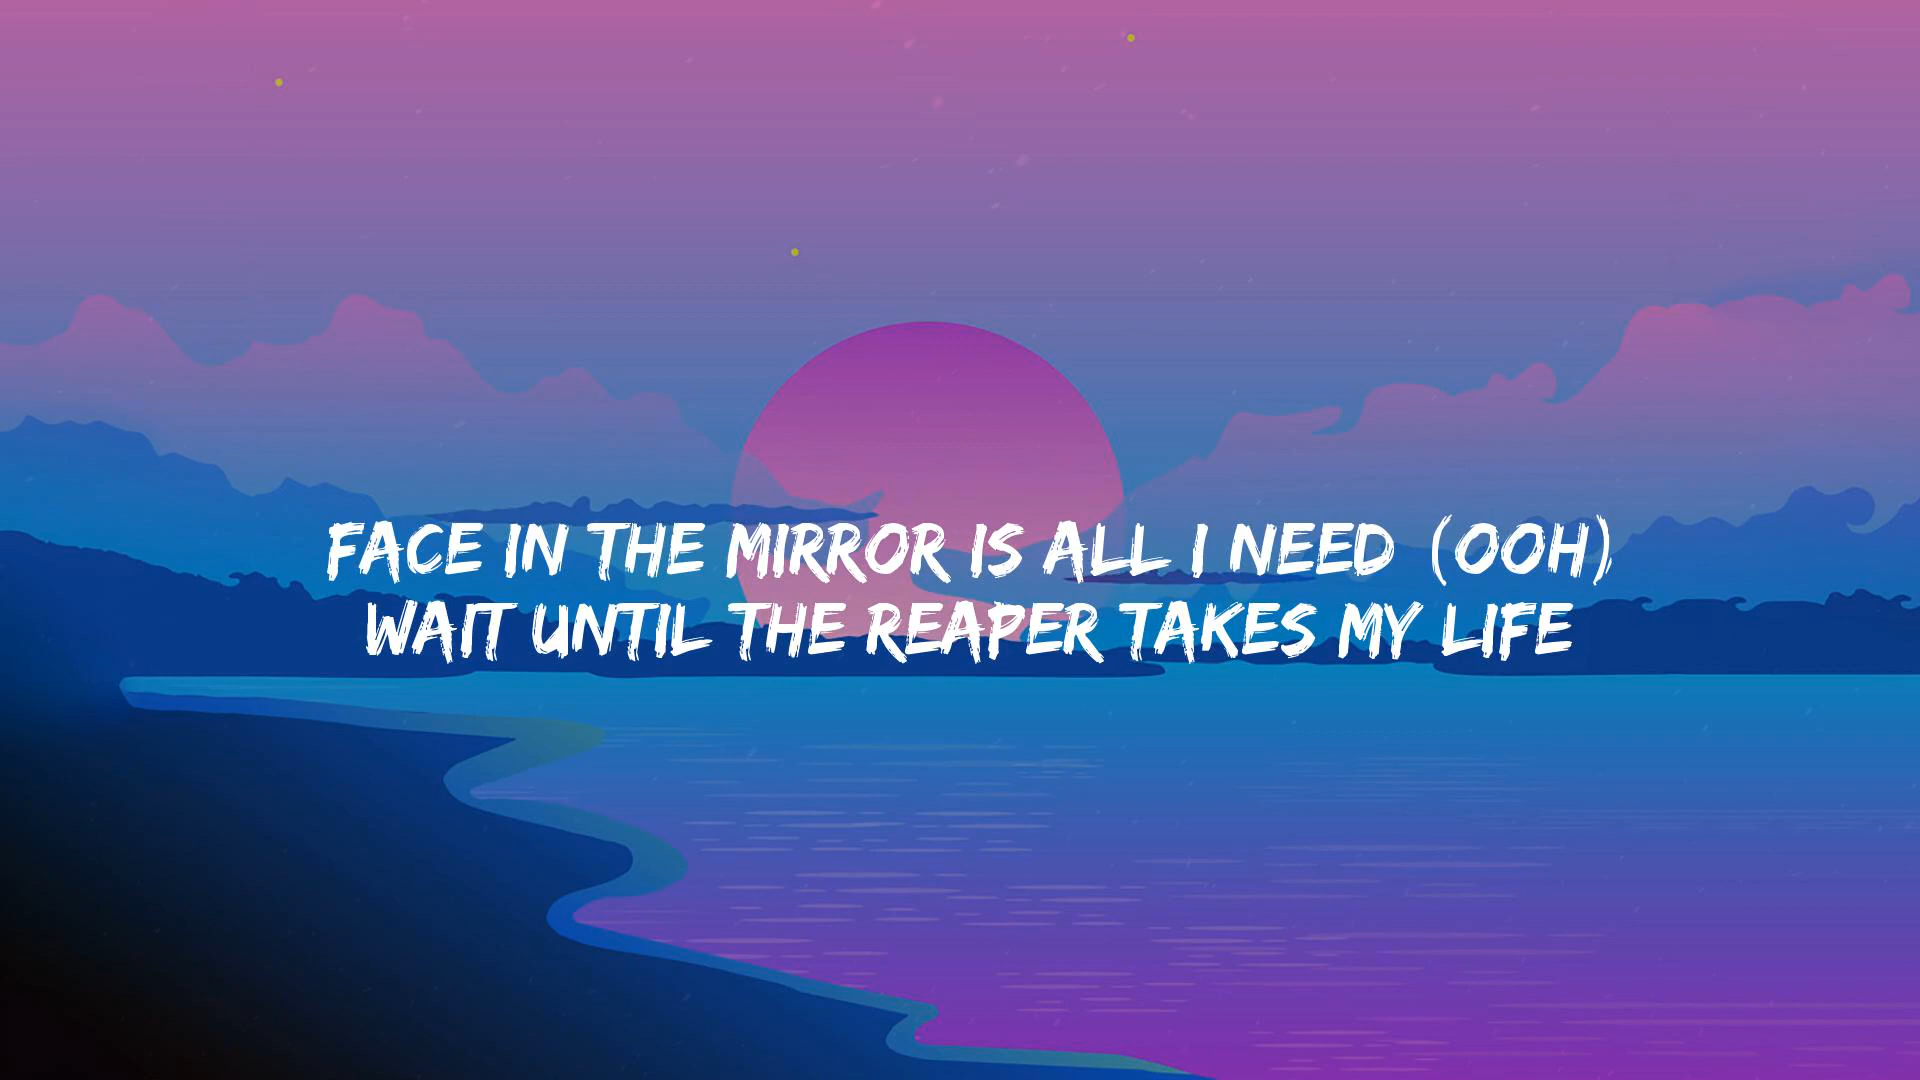 FACE IN THE MIRROR IS ALL I NEED (OOH)
WAIT UNTIL THE REAPER TAKES MY LIFE